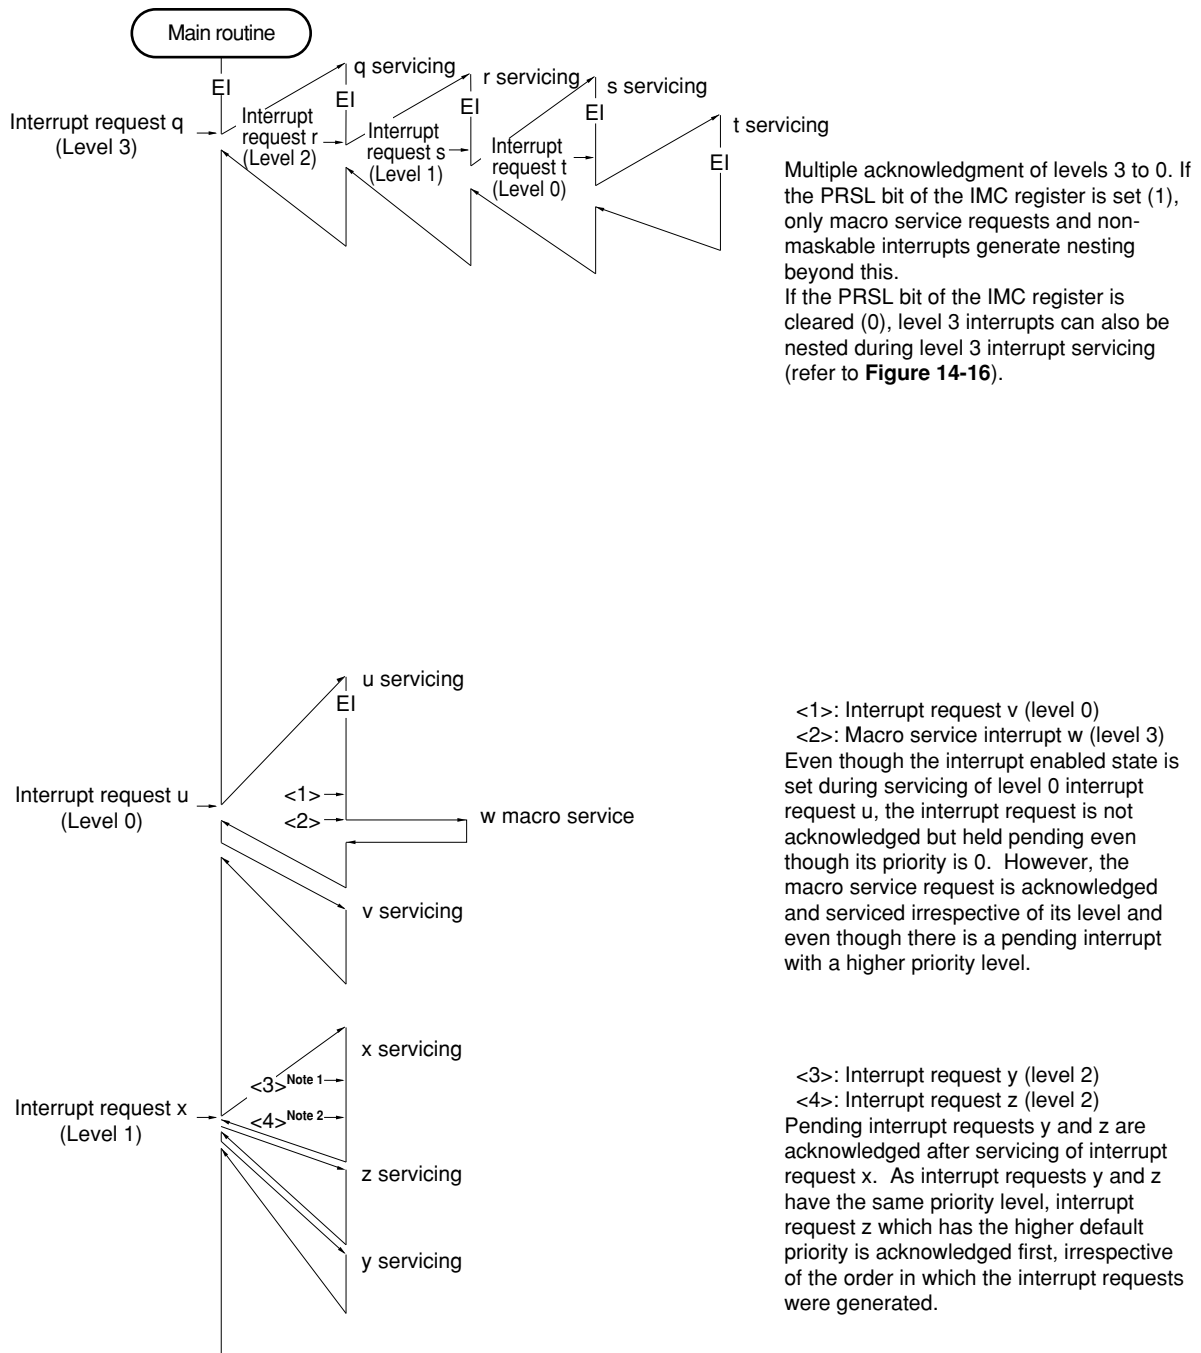 Main routine
EI
Interrupt request q
(Level 3)
q servicing
EI
Interrupt
request r
(Level 2)
r servicing
EI
Interrupt
request s
(Level 1)
s servicing
EI
Interrupt
request t
(Level 0)
t servicing
EI
Multiple acknowledgment of levels 3 to 0. If
the PRSL bit of the IMC register is set (1),
only macro service requests and non-
maskable interrupts generate nesting
beyond this.
If the PRSL bit of the IMC register is
cleared (0), level 3 interrupts can also be
nested during level 3 interrupt servicing
(refer to Figure 14-16).
u servicing
EI
Interrupt request u
(Level 0)
<1>
<2>
w macro service
v servicing
<1>: Interrupt request v (level 0)
<2>: Macro service interrupt w (level 3)
Even though the interrupt enabled state is
set during servicing of level 0 interrupt
request u, the interrupt request is not
acknowledged but held pending even
though its priority is 0. However, the
macro service request is acknowledged
and serviced irrespective of its level and
even though there is a pending interrupt
with a higher priority level.
x servicing
<3> Note 1
Interrupt request x
(Level 1)
<4> Note 2
z servicing
y servicing
<3>: Interrupt request y (level 2)
<4>: Interrupt request z (level 2)
Pending interrupt requests y and z are
acknowledged after servicing of interrupt
request x. As interrupt requests y and z
have the same priority level, interrupt
request z which has the higher default
priority is acknowledged first, irrespective
of the order in which the interrupt requests
were generated.